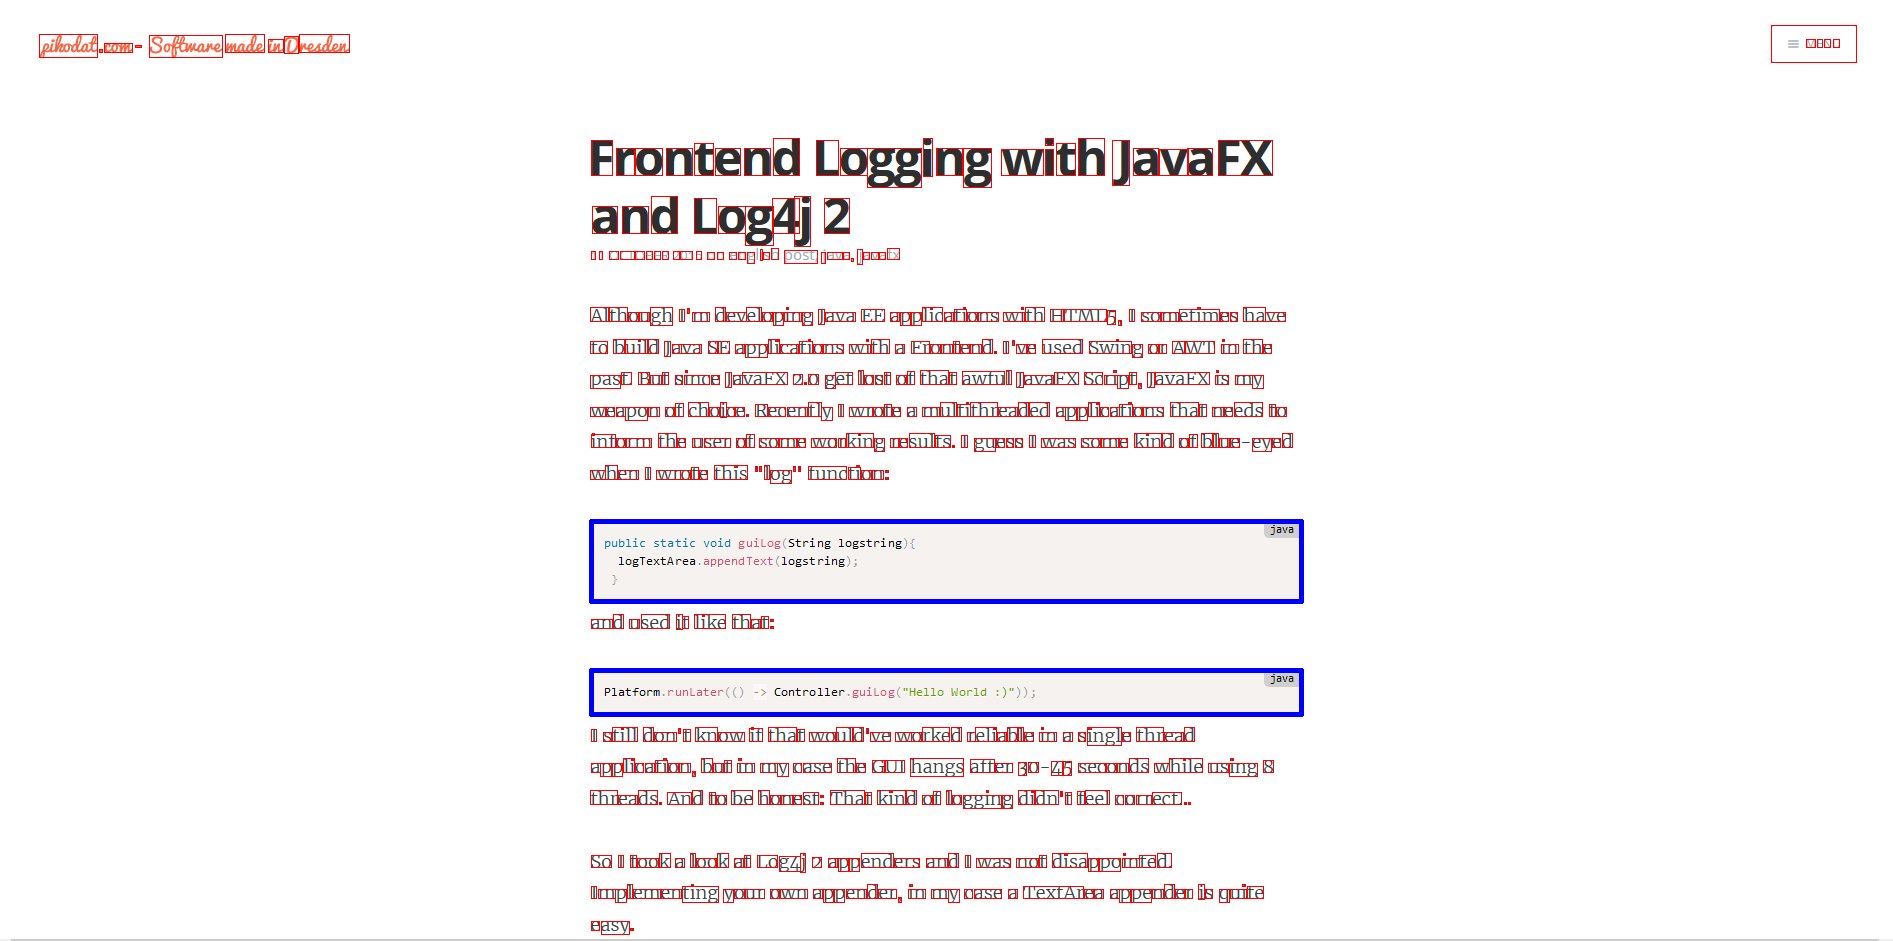 pikodat.com - Software made in Dresden
MENU
Frontend Logging with JavaFX
and Log4j 2
on english post, java, javafx
Although I'm developing Java EE applications with HTML5, I sometimes have
to build Java SE applications with a Frontend. I've used Swing or AWT in the
past. But since JavaFX 2.0 get lost of that awful JavaFX Script, JavaFX is my
weapon of choice. Recently I wrote a multithreaded applications that needs to
inform the user of some working results. I guess I was some kind of blue-eyed
when I wrote this "log" function:
java
public static void guiLog(String logstring){
logTextArea.appendText(logstring);
}
and used it like that:
java
Platform.runLater(() -> Controller.guiLog("Hello World :)"));
I still don't know if that would've worked reliable in a single thread
application, but in my case the GUI hangs after 30-45 seconds while using 8
threads. And to be honest: That kind of logging didn't feel correct..
So I took a look at Log4j 2 appenders and I was not disappointed.
Implementing your own appender, in my case a TextArea appender is quite
easy.